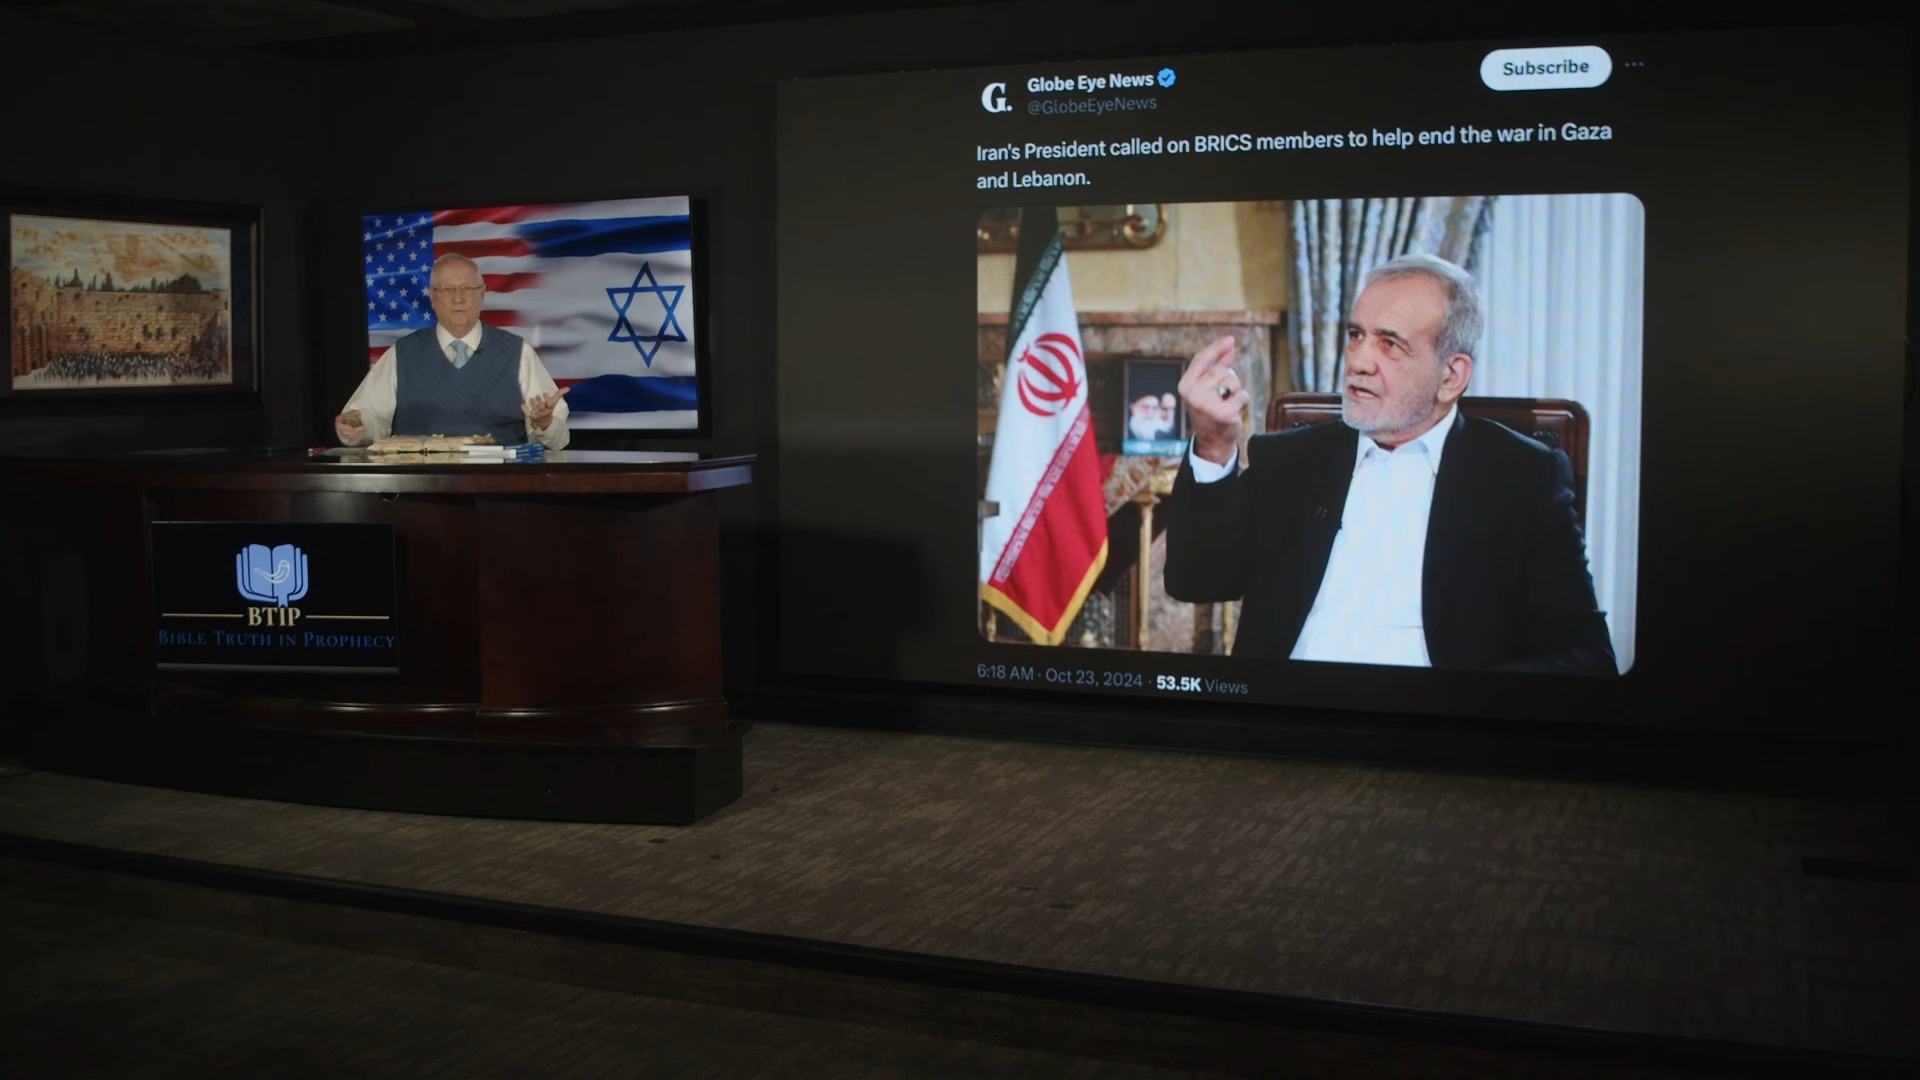 G.
Globe Eye News
@GlobeEyeNews
Subscribe
Iran's President called on BRICS members to help end the war in Gaza
and Lebanon.
6:18 AM · Oct 23, 2024 · 53.5K Views
BTIP
BIBLE TRUTH IN PROPHECY